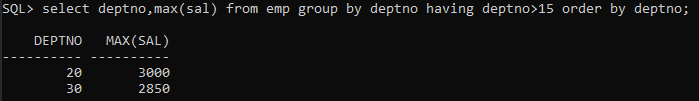 SQL> select deptno,max(sal) from emp group by deptno having deptno>15 order by deptno;
DEPTNO MAX(SAL)
---------- ----------
20 3000
30 2850